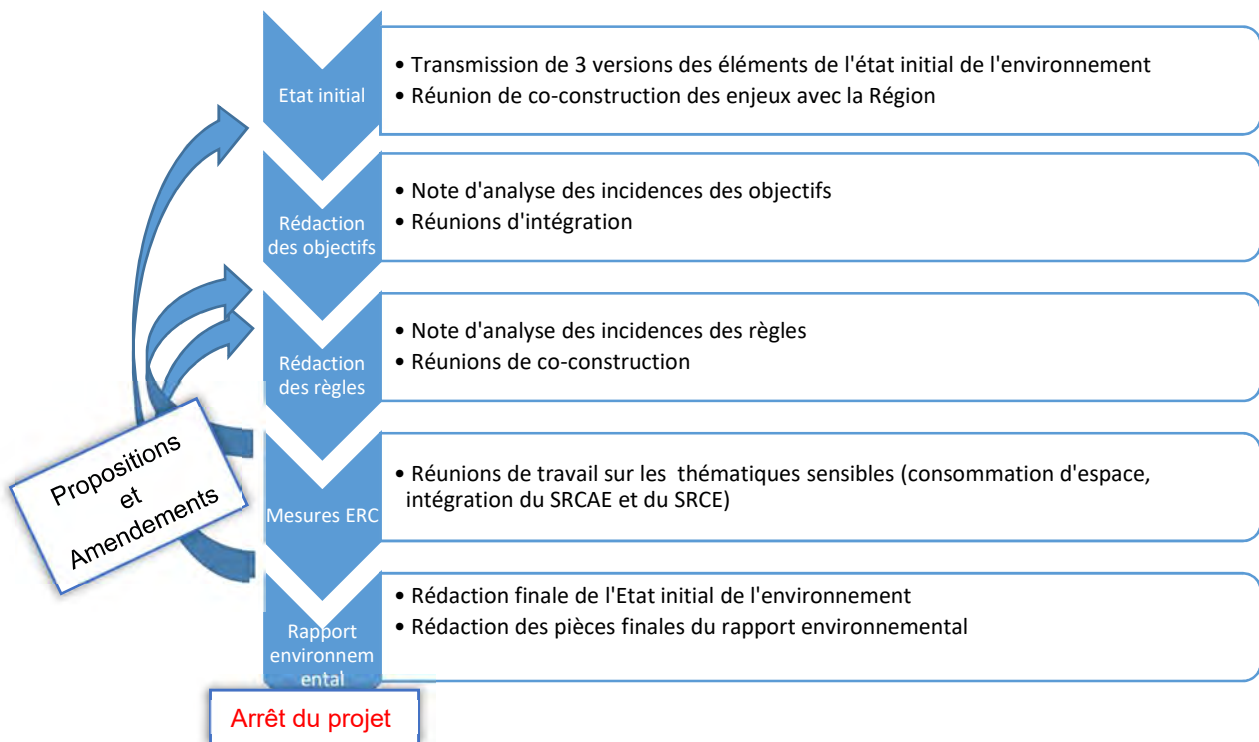 Etat initial
• Transmission de 3 versions des éléments de l'état initial de l'environnement
• Réunion de co-construction des enjeux avec la Région
Rédaction
des objectifs
• Note d'analyse des incidences des objectifs
• Réunions d'intégration
Rédaction
des règles
• Note d'analyse des incidences des règles
• Réunions de co-construction
Propositions
et
Amendements
Mesures ERC
• Réunions de travail sur les thématiques sensibles (consommation d'espace,
intégration du SRCAE et du SRCE)
Rapport
environnem
ental
• Rédaction finale de l'Etat initial de l'environnement
• Rédaction des pièces finales du rapport environnemental
Arrêt du projet